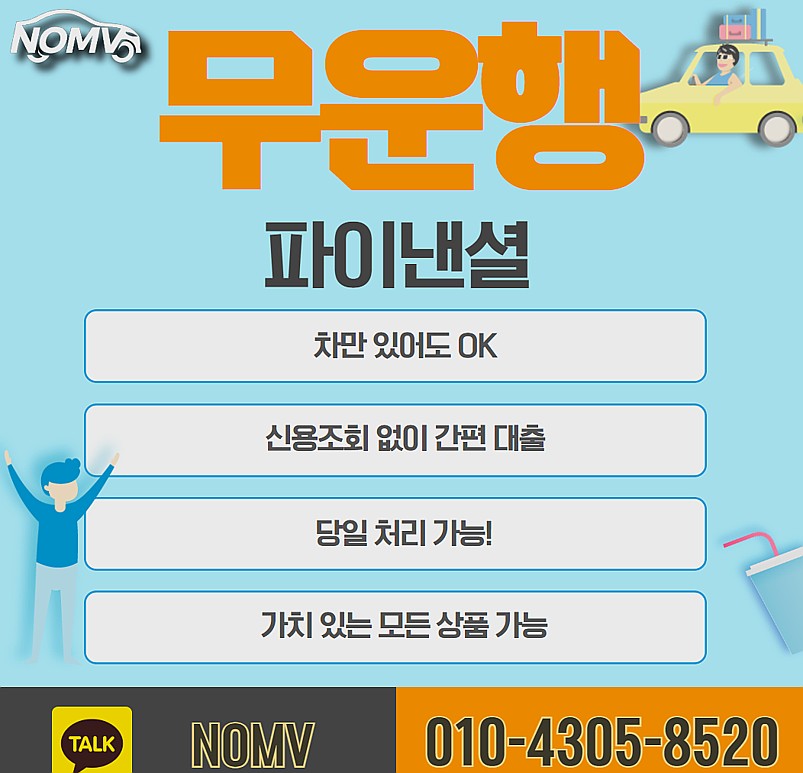 NOMV
무운행
파이낸셜
차만 있어도 OK
신용조회 없이 간편 대출
당일 처리 가능!
가치 있는 모든 상품 가능
TALK
NOMV
010-4305-8520